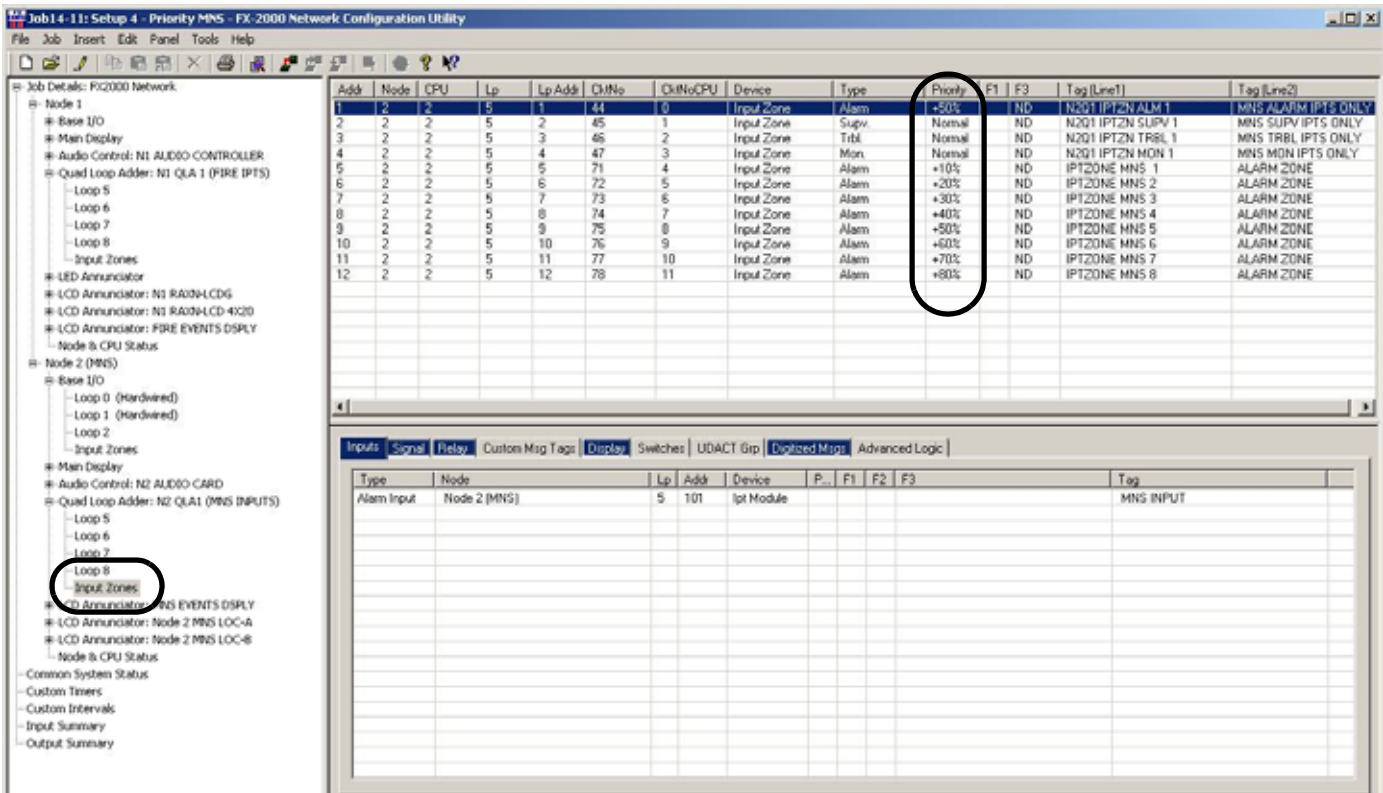 Job14-11: Setup 4 - Priority MNS - FX-2000 Network Configuration Utility
File Job Insert Edit Panel Tools Help
Job Details: FX2000 Network
Node 1
Base I/O
Main Display
Audio Control: N1 AUDIO CONTROLLER
Quad Loop Adder: N1 QLA 1 (FIRE IPTS)
Loop 5
Loop 6
Loop 7
Loop 8
Input Zones
LED Annunciator
LCD Annunciator: N1 RAXN-LCDG
LCD Annunciator: N1 RAXN-LCD 4X20
LCD Annunciator: FIRE EVENTS DSPLY
Node & CPU Status
Node 2 (MNS)
Base I/O
Loop 0 (Hardwired)
Loop 1 (Hardwired)
Loop 2
Input Zones
Main Display
Audio Control: N2 AUDIO CARD
Quad Loop Adder: N2 QLA1 (MNS INPUTS)
Loop 5
Loop 6
Loop 7
Loop 8
Input Zones
LCD Annunciator: MNS EVENTS DSPLY
LCD Annunciator: Node 2 MNS LOC-A
LCD Annunciator: Node 2 MNS LOC-B
Node & CPU Status
Common System Status
Custom Timers
Custom Intervals
Input Summary
Output Summary
Addr Node CPU Lp Lp Addr CktNo CktNoCPU Device Type Priority F1 F3 Tag (Line1) Tag (Line2)
1 2 2 5 1 44 0 Input Zone Alarm +50% ND N2Q1 IPTZN ALM 1 MNS ALARM IPTS ONLY
2 2 2 5 2 45 1 Input Zone Supv. Normal ND N2Q1 IPTZN SUPV 1 MNS SUPV IPTS ONLY
3 2 2 5 3 46 2 Input Zone Trbl. Normal ND N2Q1 IPTZN TRBL 1 MNS TRBL IPTS ONLY
4 2 2 5 4 47 3 Input Zone Mon. Normal ND N2Q1 IPTZN MON 1 MNS MON IPTS ONLY
5 2 2 5 5 71 4 Input Zone Alarm +10% ND IPTZONE MNS 1 ALARM ZONE
6 2 2 5 6 72 5 Input Zone Alarm +20% ND IPTZONE MNS 2 ALARM ZONE
7 2 2 5 7 73 6 Input Zone Alarm +30% ND IPTZONE MNS 3 ALARM ZONE
8 2 2 5 8 74 7 Input Zone Alarm +40% ND IPTZONE MNS 4 ALARM ZONE
9 2 2 5 9 75 8 Input Zone Alarm +50% ND IPTZONE MNS 5 ALARM ZONE
10 2 2 5 10 76 9 Input Zone Alarm +60% ND IPTZONE MNS 6 ALARM ZONE
11 2 2 5 11 77 10 Input Zone Alarm +70% ND IPTZONE MNS 7 ALARM ZONE
12 2 2 5 12 78 11 Input Zone Alarm +80% ND IPTZONE MNS 8 ALARM ZONE
Inputs Signal Relay Custom Msg Tags Display Switches UDACT Grp Digitized Msgs Advanced Logic
Type Node Lp Addr Device P... F1 F2 F3 Tag
Alarm Input Node 2 (MNS) 5 101 Ipt Module MNS INPUT